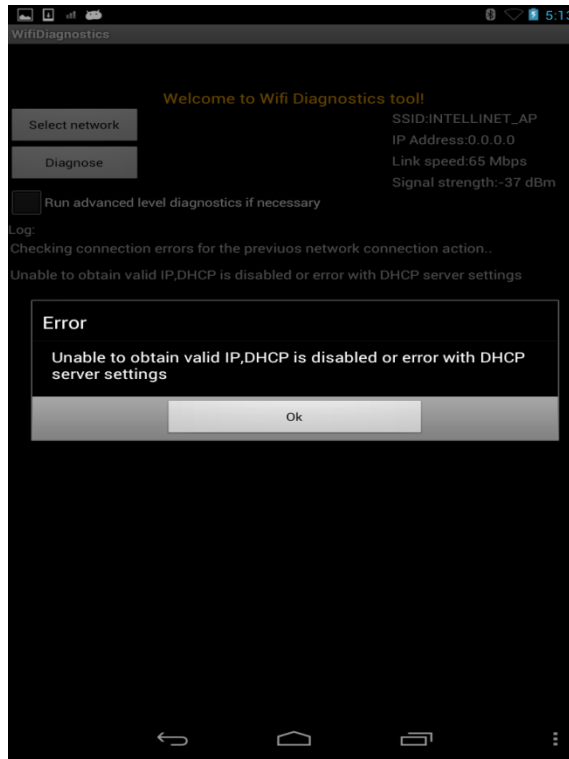 5:13
WifiDiagnostics
Welcome to Wifi Diagnostics tool!
Select network
SSID:INTELLINET_AP
IP Address:0.0.0.0
Diagnose
Link speed:65 Mbps
Signal strength:-37 dBm
Run advanced level diagnostics if necessary
Log:
Checking connection errors for the previuos network connection action..
Unable to obtain valid IP,DHCP is disabled or error with DHCP server settings
Error
Unable to obtain valid IP,DHCP is disabled or error with DHCP
server settings
Ok